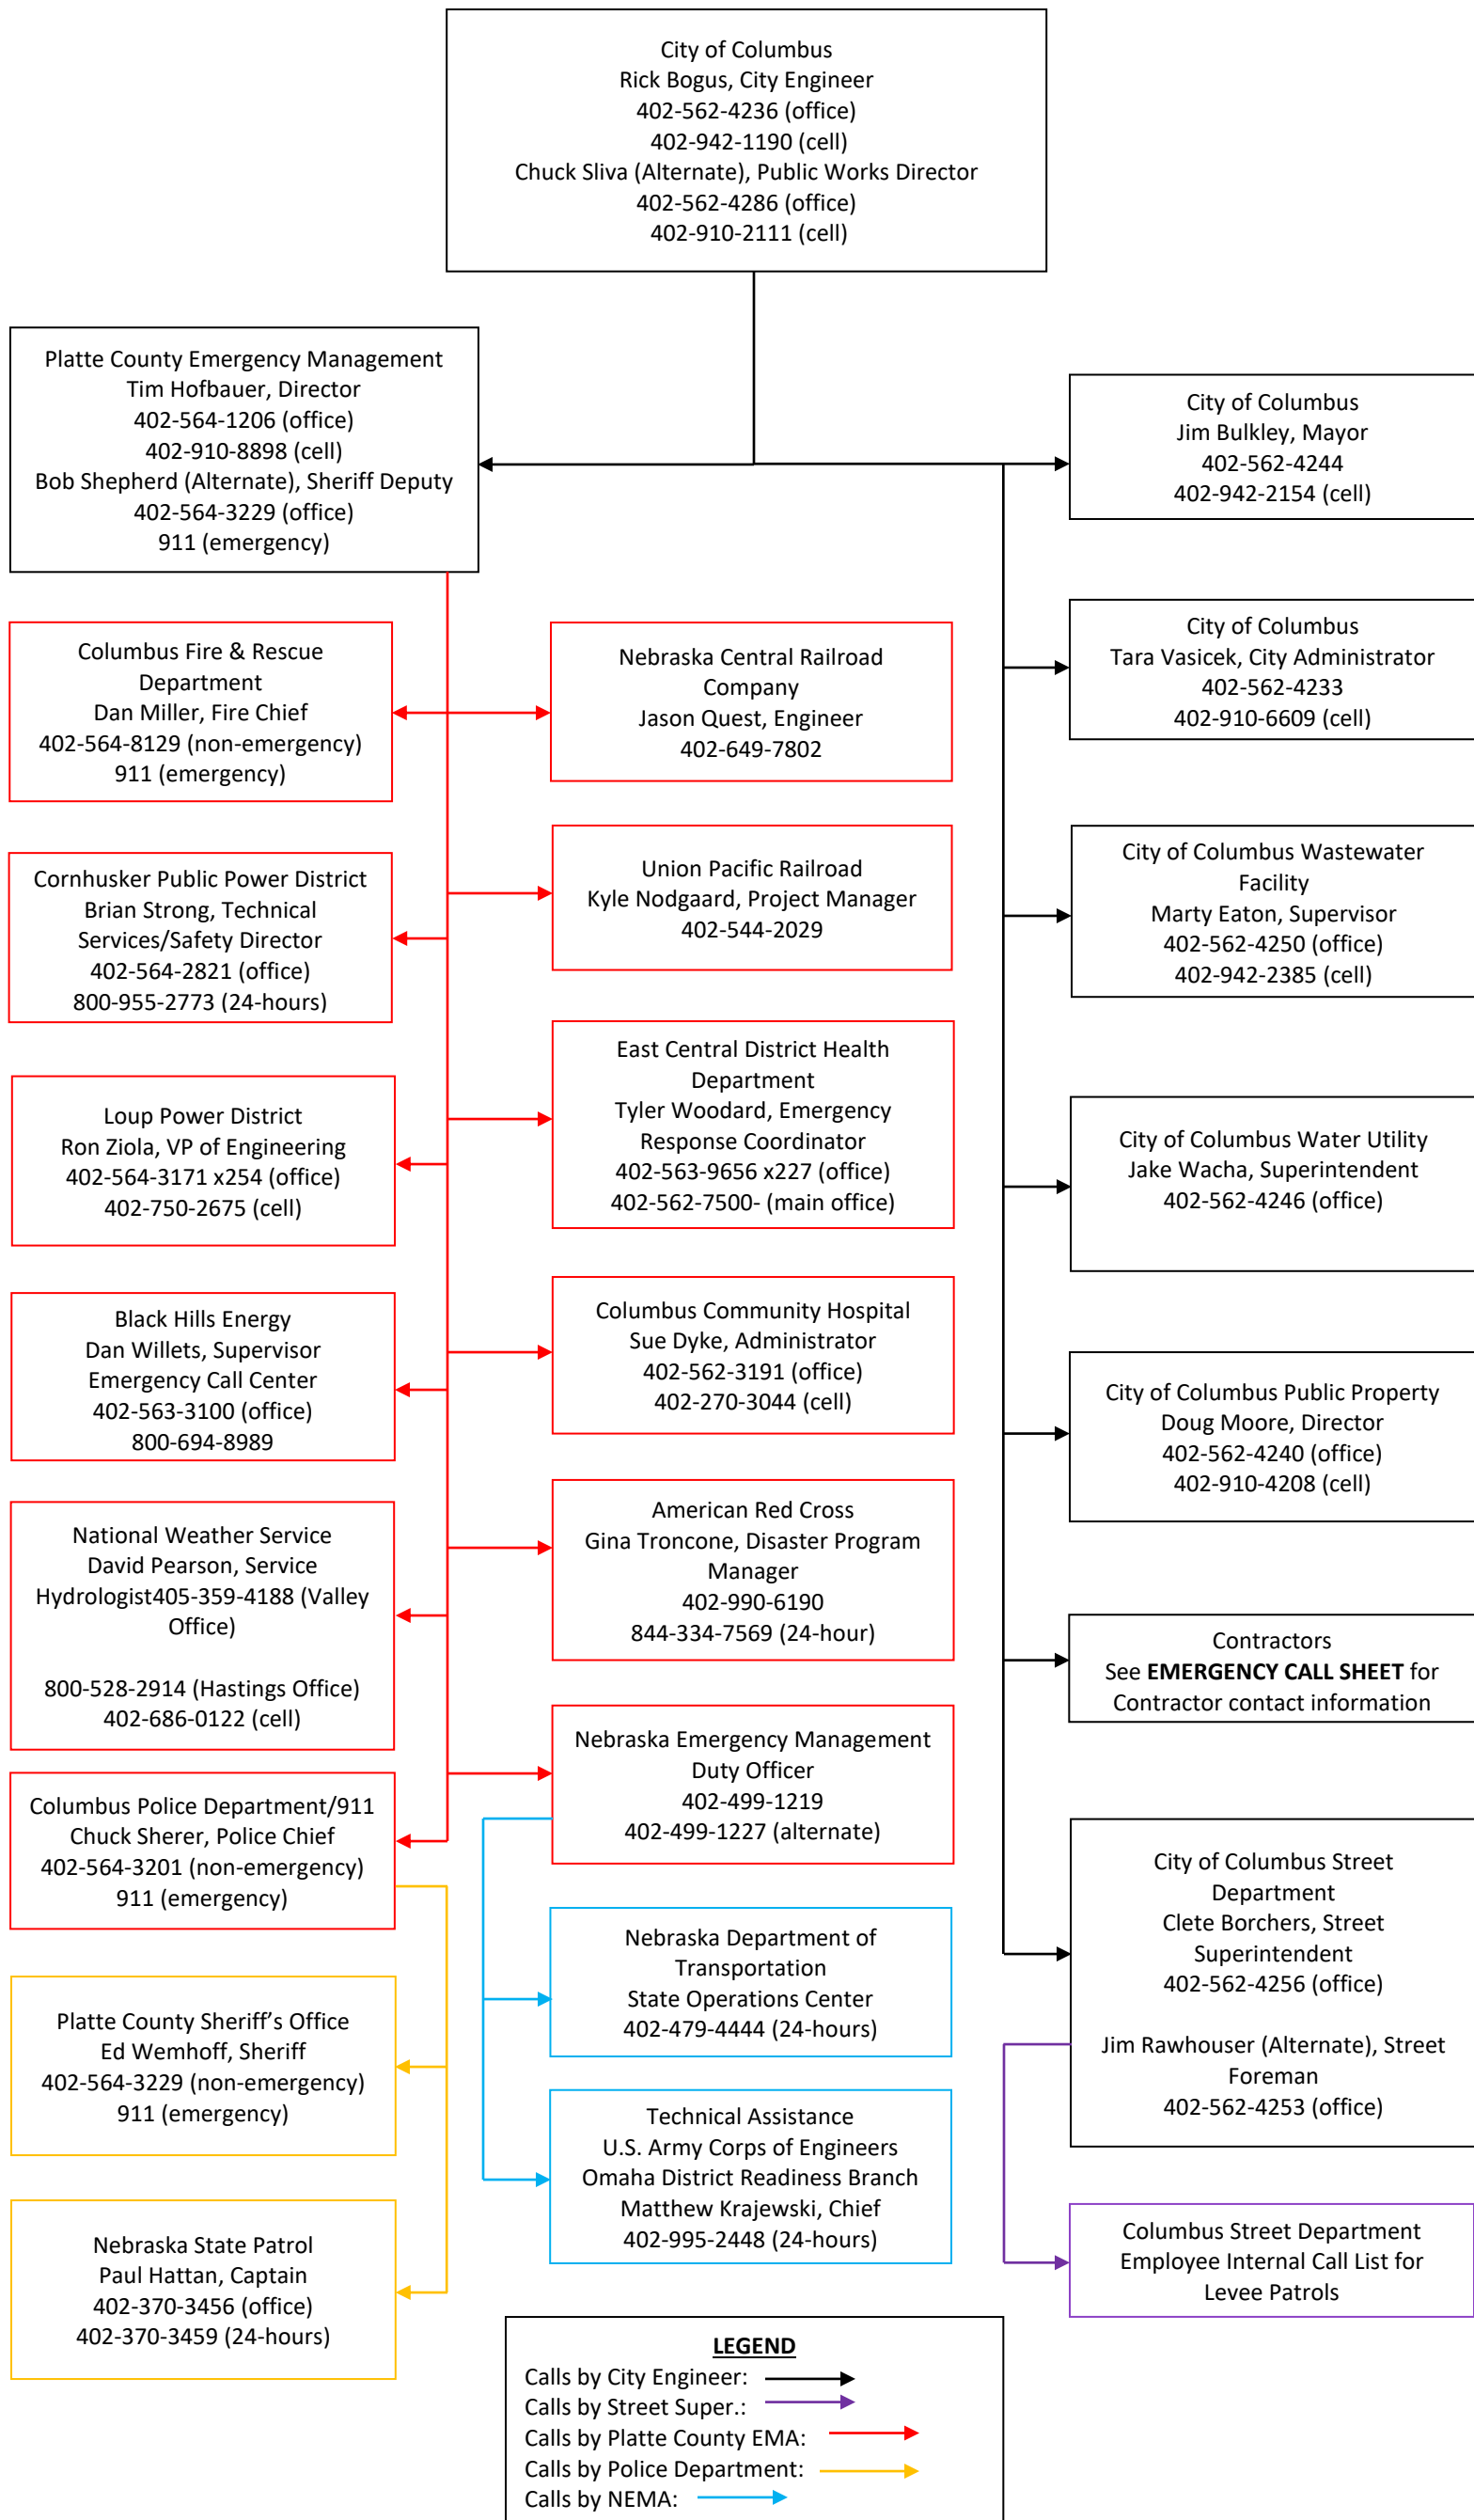 City of Columbus
Rick Bogus, City Engineer
402-562-4236 (office)
402-942-1190 (cell)
Chuck Sliva (Alternate), Public Works Director
402-562-4286 (office)
402-910-2111 (cell)
Platte County Emergency Management
Tim Hofbauer, Director
402-564-1206 (office)
402-910-8898 (cell)
Bob Shepherd (Alternate), Sheriff Deputy
402-564-3229 (office)
911 (emergency)
City of Columbus
Jim Bulkley, Mayor
402-562-4244
402-942-2154 (cell)
Columbus Fire & Rescue
Department
Dan Miller, Fire Chief
402-564-8129 (non-emergency)
911 (emergency)
Nebraska Central Railroad
Company
Jason Quest, Engineer
402-649-7802
City of Columbus
Tara Vasicek, City Administrator
402-562-4233
402-910-6609 (cell)
Cornhusker Public Power District
Brian Strong, Technical
Services/Safety Director
402-564-2821 (office)
800-955-2773 (24-hours)
Union Pacific Railroad
Kyle Nodgaard, Project Manager
402-544-2029
City of Columbus Wastewater
Facility
Marty Eaton, Supervisor
402-562-4250 (office)
402-942-2385 (cell)
Loup Power District
Ron Ziola, VP of Engineering
402-564-3171 x254 (office)
402-750-2675 (cell)
East Central District Health
Department
Tyler Woodard, Emergency
Response Coordinator
402-563-9656 x227 (office)
402-562-7500- (main office)
City of Columbus Water Utility
Jake Wacha, Superintendent
402-562-4246 (office)
Black Hills Energy
Dan Willets, Supervisor
Emergency Call Center
402-563-3100 (office)
800-694-8989
Columbus Community Hospital
Sue Dyke, Administrator
402-562-3191 (office)
402-270-3044 (cell)
City of Columbus Public Property
Doug Moore, Director
402-562-4240 (office)
402-910-4208 (cell)
National Weather Service
David Pearson, Service
Hydrologist405-359-4188 (Valley
Office)
800-528-2914 (Hastings Office)
402-686-0122 (cell)
American Red Cross
Gina Troncone, Disaster Program
Manager
402-990-6190
844-334-7569 (24-hour)
Contractors
See EMERGENCY CALL SHEET for
Contractor contact information
Columbus Police Department/911
Chuck Sherer, Police Chief
402-564-3201 (non-emergency)
911 (emergency)
Nebraska Emergency Management
Duty Officer
402-499-1219
402-499-1227 (alternate)
City of Columbus Street
Department
Clete Borchers, Street
Superintendent
402-562-4256 (office)
Jim Rawhouser (Alternate), Street
Foreman
402-562-4253 (office)
Platte County Sheriff’s Office
Ed Wemhoff, Sheriff
402-564-3229 (non-emergency)
911 (emergency)
Nebraska Department of
Transportation
State Operations Center
402-479-4444 (24-hours)
Nebraska State Patrol
Paul Hattan, Captain
402-370-3456 (office)
402-370-3459 (24-hours)
Technical Assistance
U.S. Army Corps of Engineers
Omaha District Readiness Branch
Matthew Krajewski, Chief
402-995-2448 (24-hours)
Columbus Street Department
Employee Internal Call List for
Levee Patrols
LEGEND
Calls by City Engineer:
Calls by Street Super.:
Calls by Platte County EMA:
Calls by Police Department:
Calls by NEMA: